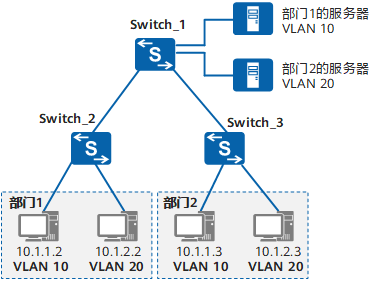 Switch_1
部门1的服务器
VLAN 10
部门2的服务器
VLAN 20
Switch_2
Switch_3
S
S
S
部门1
部门2
10.1.1.2
VLAN 10
10.1.2.2
VLAN 20
10.1.1.3
VLAN 10
10.1.2.3
VLAN 20